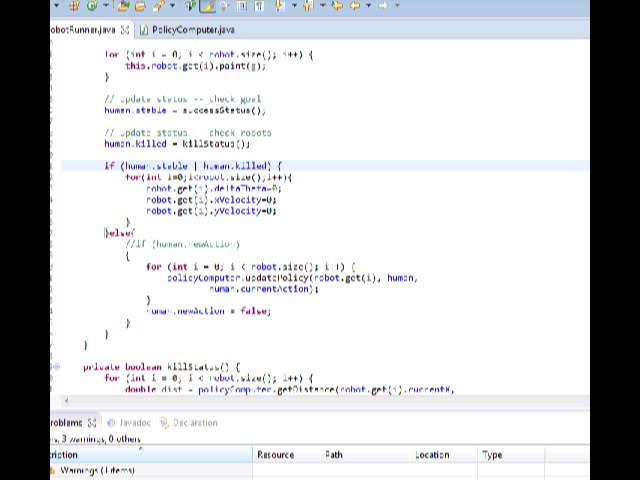 obotRunner.java PolicyComputer.java
for (int i = 0; i < robot.size(); i++) {
this.robot.get(i).paint(g);
}
// update status -- check goal
human.stable = successStatus();
// update status check robots
human.killed = killStatus();
if (human.stable | human.killed) {
for(int i=0;i<robot.size();i++){
robot.get(i).deltaTheta=0;
robot.get(i).xVelocity=0;
robot.get(i).yVelocity=0;
}
}else{
//if (human.newAction)
{
for (int i = 0; i < robot.size(); i++) {
policyComputer.updatePolicy(robot.get(i), human,
human.currentAction);
}
human.newAction = false;
}
}
}
private boolean killStatus() {
for (int i = 0; i < robot.size(); i++) {
double dist = policyComputer.getDistance(robot.get(i).currentX,
roblems Javadoc Declaration
s, 3 warnings, 0 others
cription Resource Path Location Type
Warnings ( items)